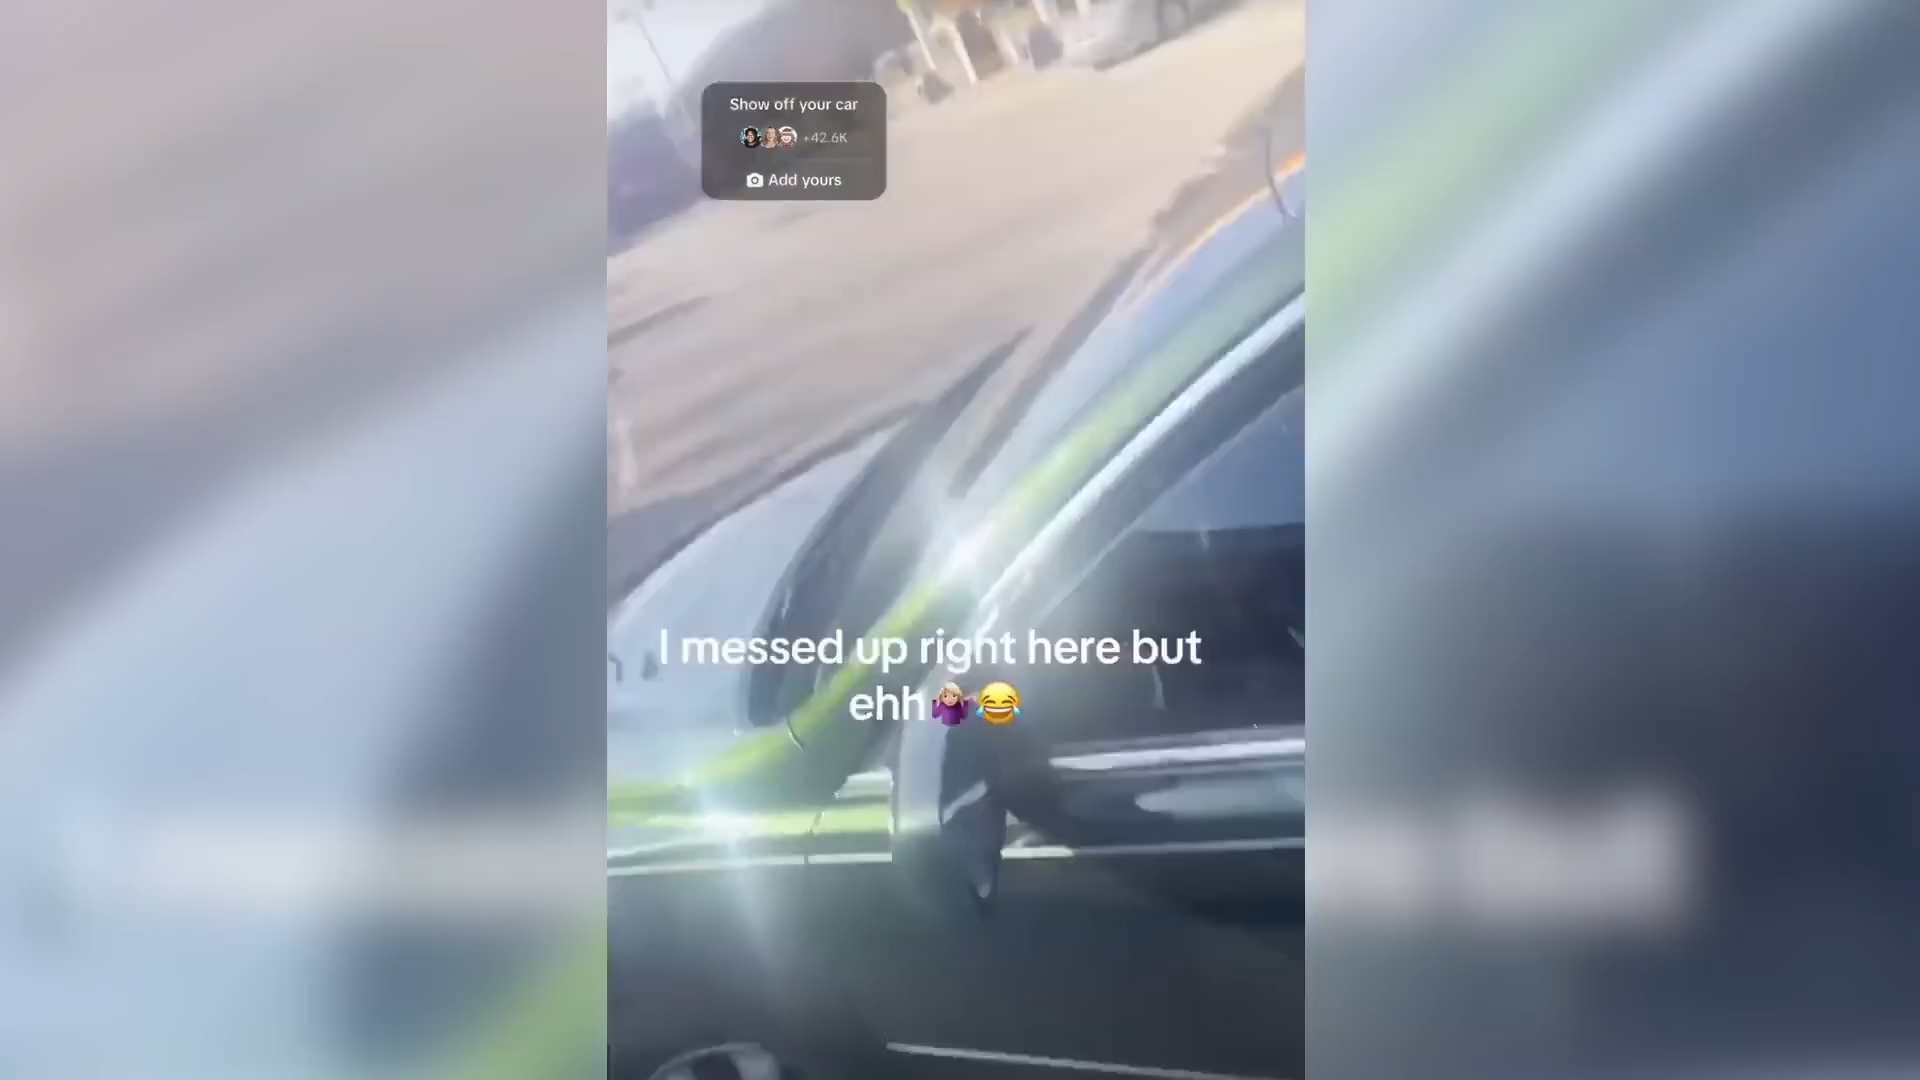 Show off your car
+42.6K
Add yours
I messed up right here but
ehh🤷🏼‍♀️😂